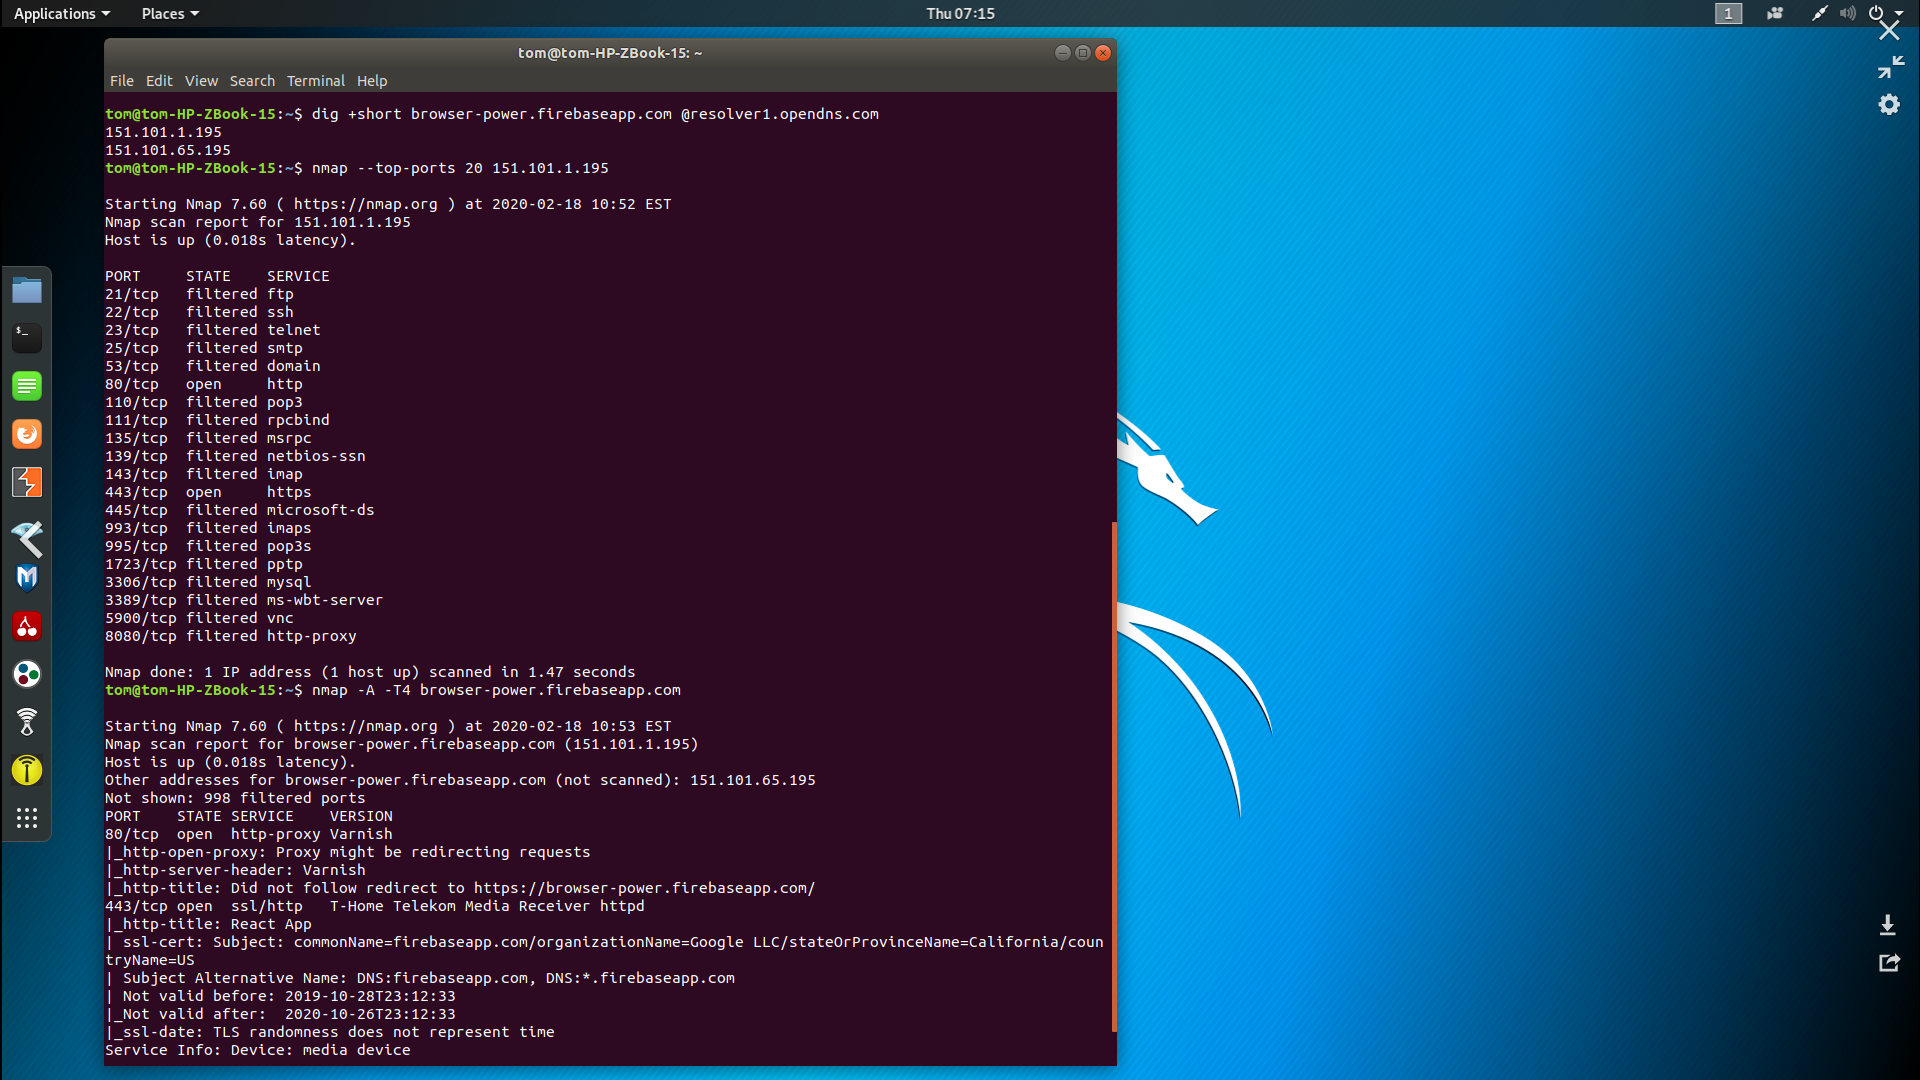 Applications Places Thu 07:15 1
tom@tom-HP-ZBook-15: ~
File Edit View Search Terminal Help
tom@tom-HP-ZBook-15:~$ dig +short browser-power.firebaseapp.com @resolver1.opendns.com
151.101.1.195
151.101.65.195
tom@tom-HP-ZBook-15:~$ nmap --top-ports 20 151.101.1.195
Starting Nmap 7.60 ( https://nmap.org ) at 2020-02-18 10:52 EST
Nmap scan report for 151.101.1.195
Host is up (0.018s latency).
PORT     STATE    SERVICE
21/tcp   filtered ftp
22/tcp   filtered ssh
23/tcp   filtered telnet
25/tcp   filtered smtp
53/tcp   filtered domain
80/tcp   open     http
110/tcp  filtered pop3
111/tcp  filtered rpcbind
135/tcp  filtered msrpc
139/tcp  filtered netbios-ssn
143/tcp  filtered imap
443/tcp  open     https
445/tcp  filtered microsoft-ds
993/tcp  filtered imaps
995/tcp  filtered pop3s
1723/tcp filtered pptp
3306/tcp filtered mysql
3389/tcp filtered ms-wbt-server
5900/tcp filtered vnc
8080/tcp filtered http-proxy
Nmap done: 1 IP address (1 host up) scanned in 1.47 seconds
tom@tom-HP-ZBook-15:~$ nmap -A -T4 browser-power.firebaseapp.com
Starting Nmap 7.60 ( https://nmap.org ) at 2020-02-18 10:53 EST
Nmap scan report for browser-power.firebaseapp.com (151.101.1.195)
Host is up (0.018s latency).
Other addresses for browser-power.firebaseapp.com (not scanned): 151.101.65.195
Not shown: 998 filtered ports
PORT    STATE SERVICE    VERSION
80/tcp  open  http-proxy Varnish
|_http-open-proxy: Proxy might be redirecting requests
|_http-server-header: Varnish
|_http-title: Did not follow redirect to https://browser-power.firebaseapp.com/
443/tcp open  ssl/http   T-Home Telekom Media Receiver httpd
|_http-title: React App
| ssl-cert: Subject: commonName=firebaseapp.com/organizationName=Google LLC/stateOrProvinceName=California/coun
tryName=US
| Subject Alternative Name: DNS:firebaseapp.com, DNS:*.firebaseapp.com
| Not valid before: 2019-10-28T23:12:33
|_Not valid after:  2020-10-26T23:12:33
|_ssl-date: TLS randomness does not represent time
Service Info: Device: media device